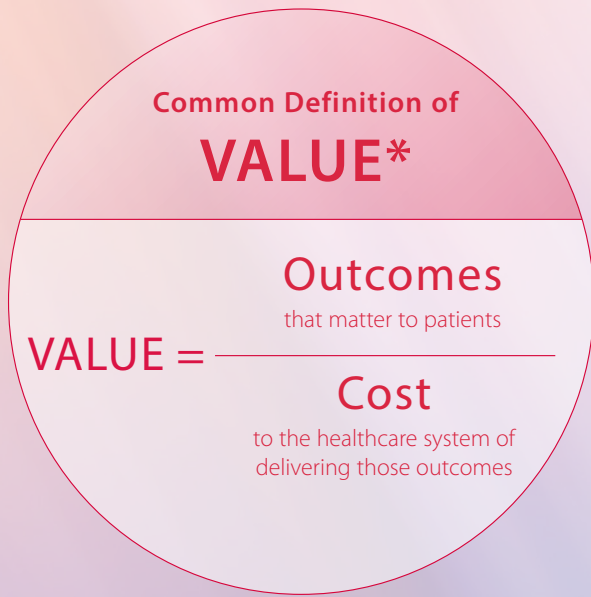 Common Definition of
VALUE*
Outcomes
that matter to patients
VALUE =
Cost
to the healthcare system of
delivering those outcomes